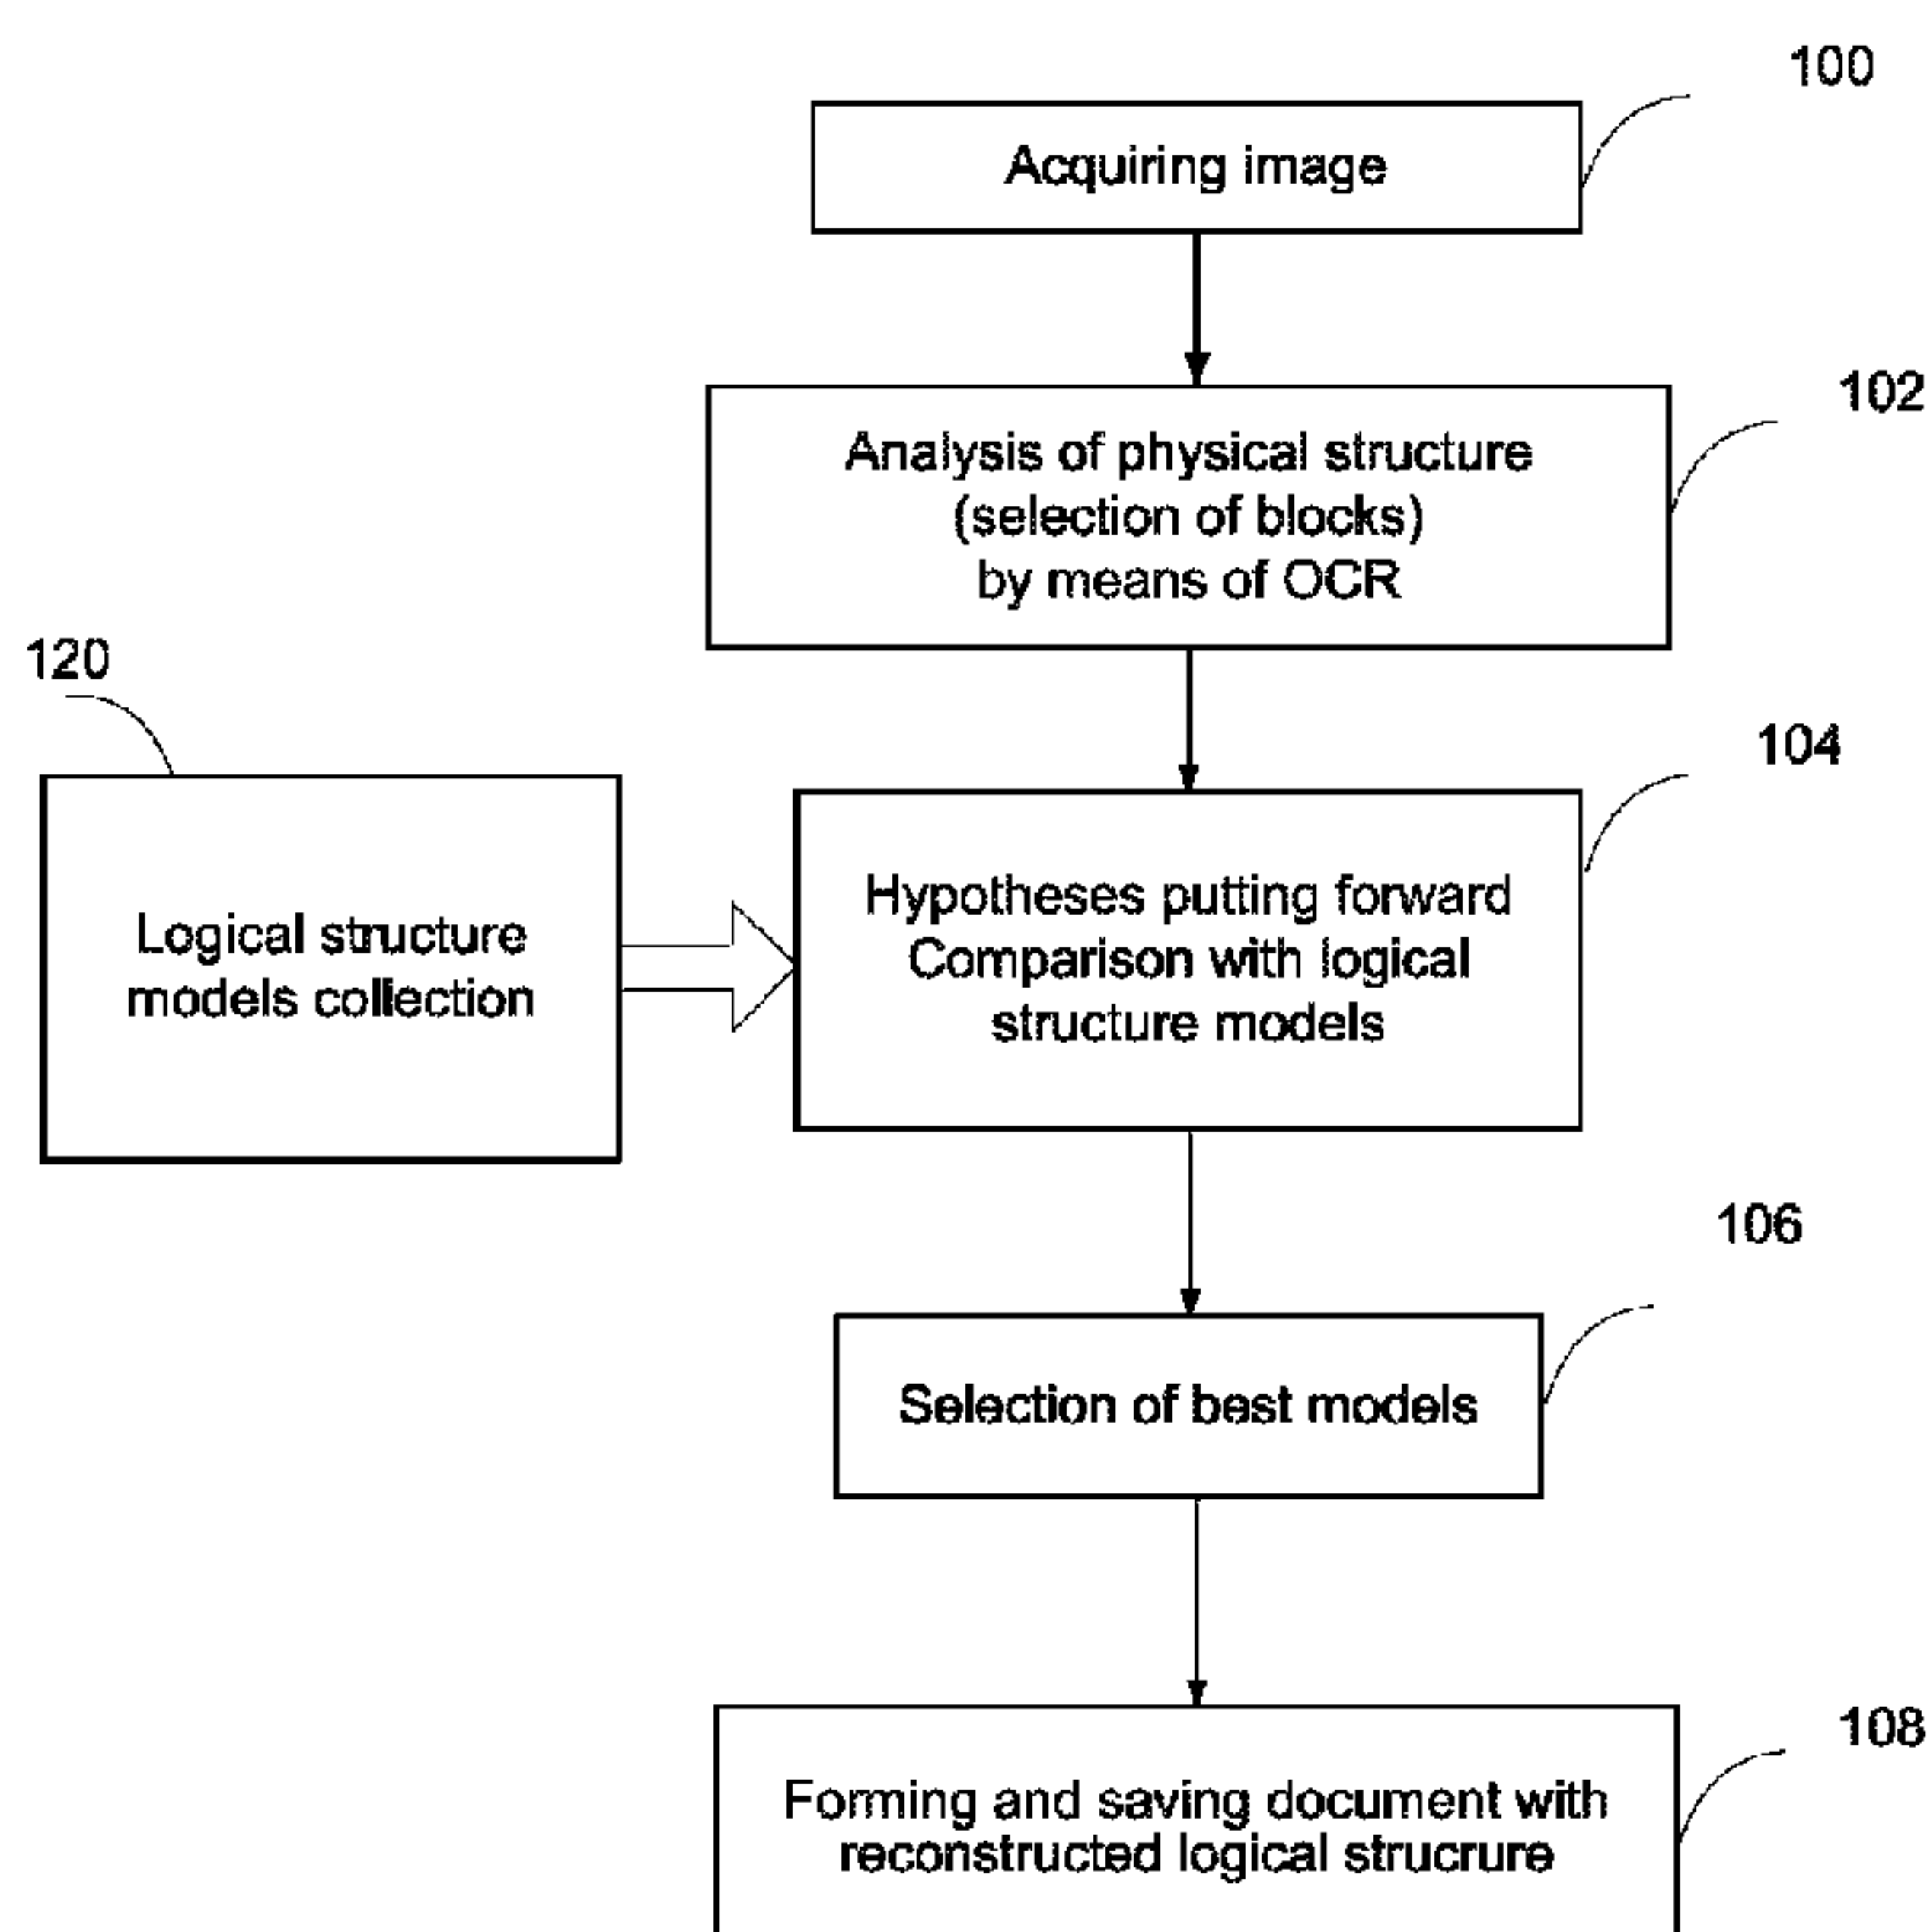 100
Acquiring image
102
Analysis of physical structure
(selection of blocks)
by means of OCR
120
Logical structure
models collection
104
Hypotheses putting forward
Comparison with logical
structure models
106
Selection of best models
108
Forming and saving document with
reconstructed logical strucrure